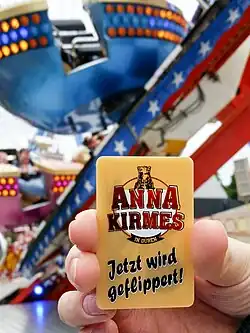 ANNA
KIRMES
IN DÜREN
Jetzt wird
geflippert!